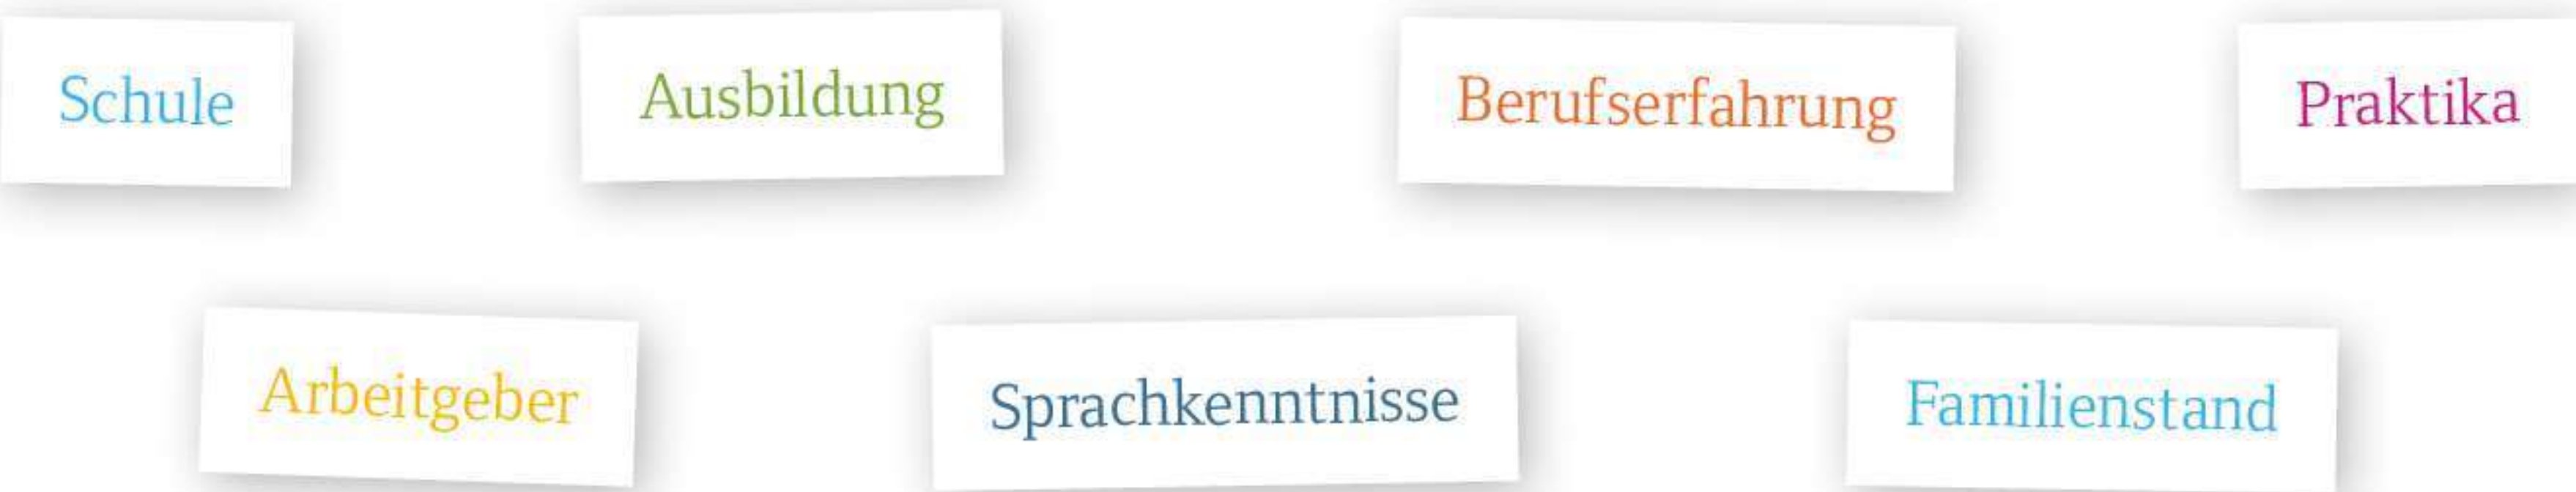 Schule
Ausbildung
Berufserfahrung
Praktika
Arbeitgeber
Sprachkenntnisse
Familienstand